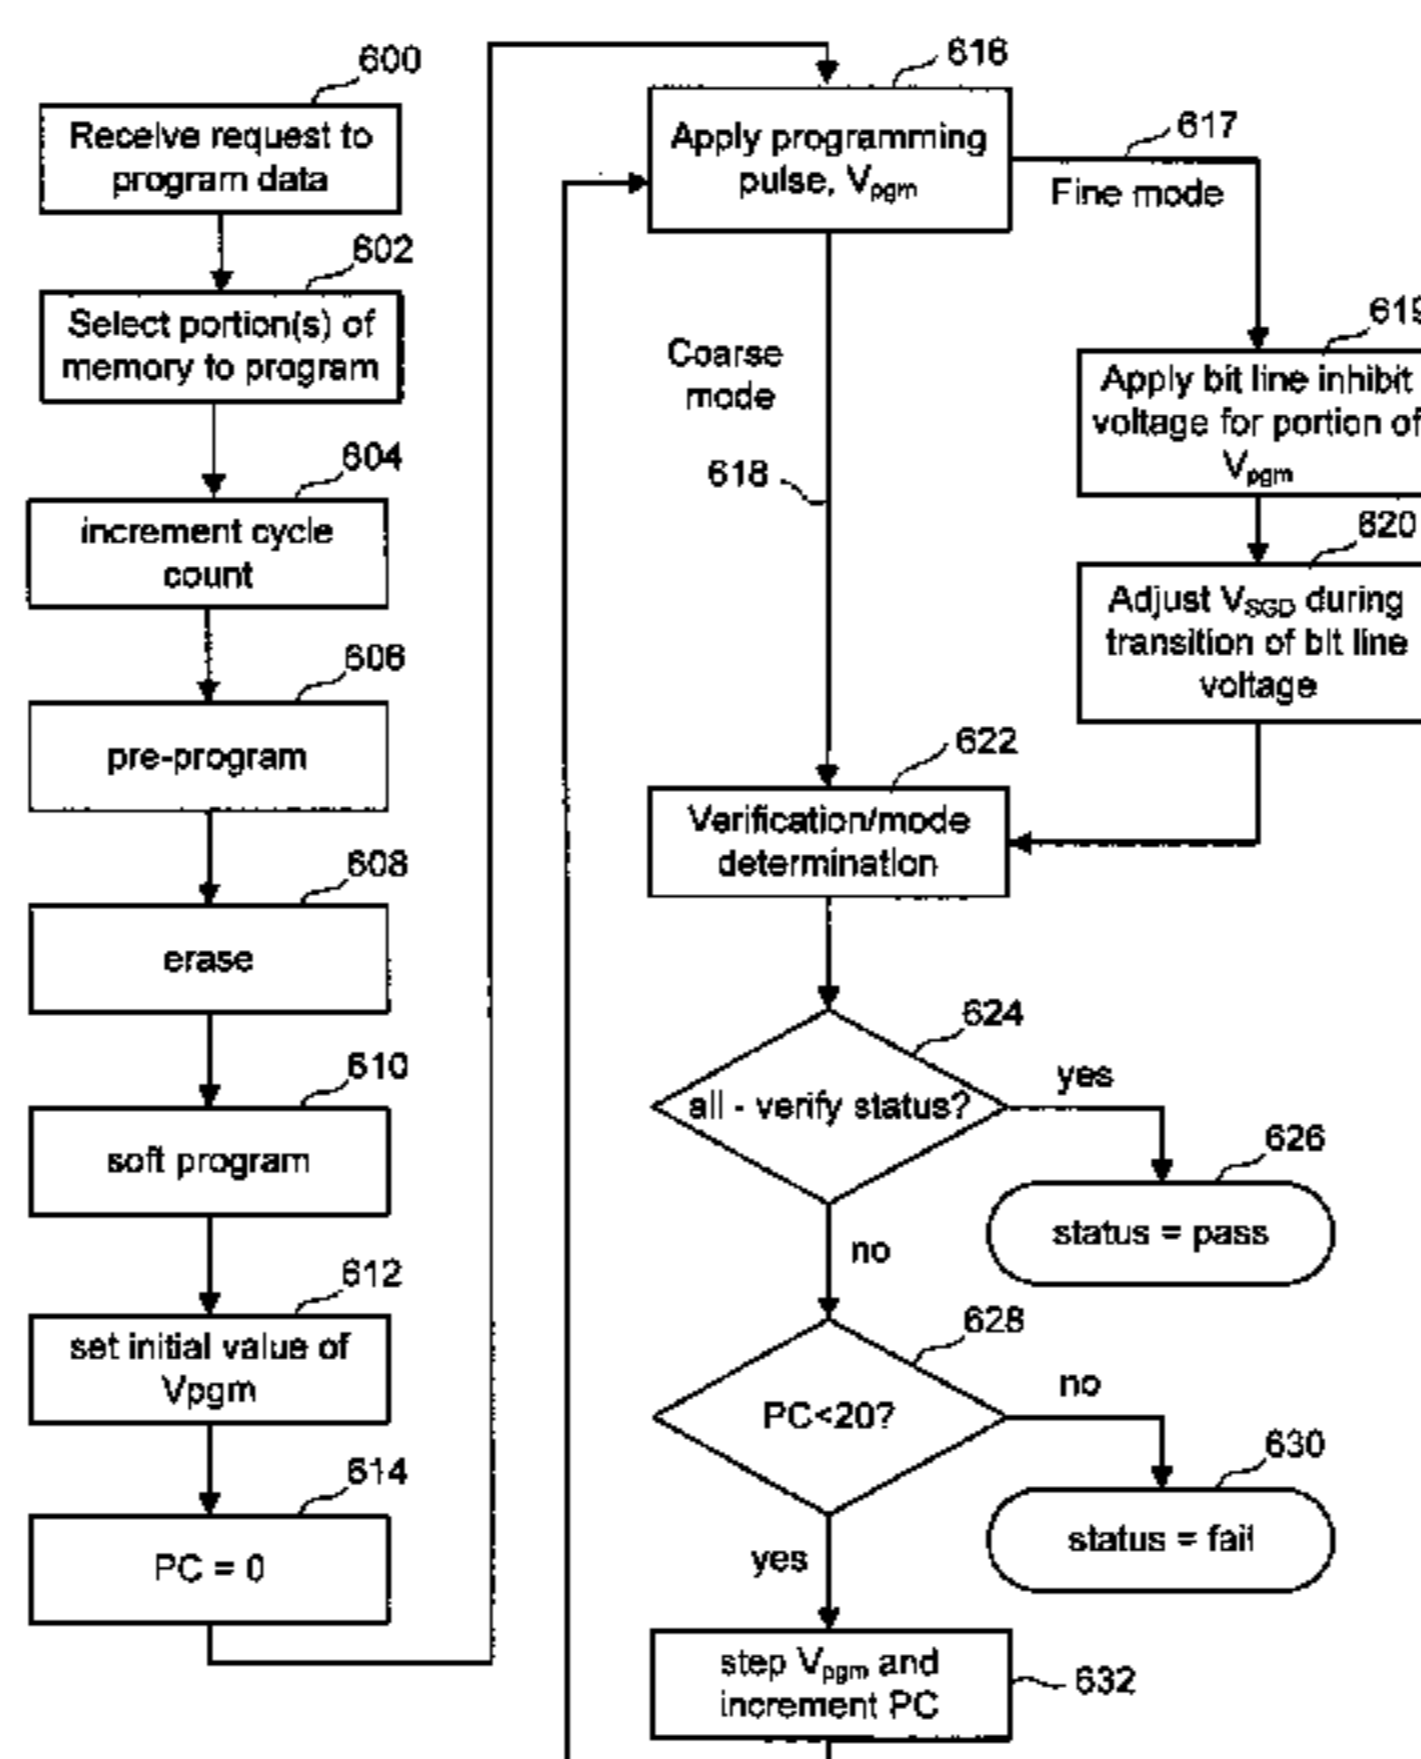 600
Receive request to
program data
602
Select portion(s) of
memory to program
604
increment cycle
count
606
pre-program
608
erase
610
soft program
612
set initial value of
Vpgm
614
PC = 0
616
Apply programming
pulse, Vpgm
617
Fine mode
Coarse
mode
618
619
Apply bit line inhibit
voltage for portion of
Vpgm
620
Adjust VSGD during
transition of bit line
voltage
622
Verification/mode
determination
624
all - verify status?
yes
626
status = pass
no
628
PC<20?
no
630
status = fail
yes
step Vpgm and
increment PC
632